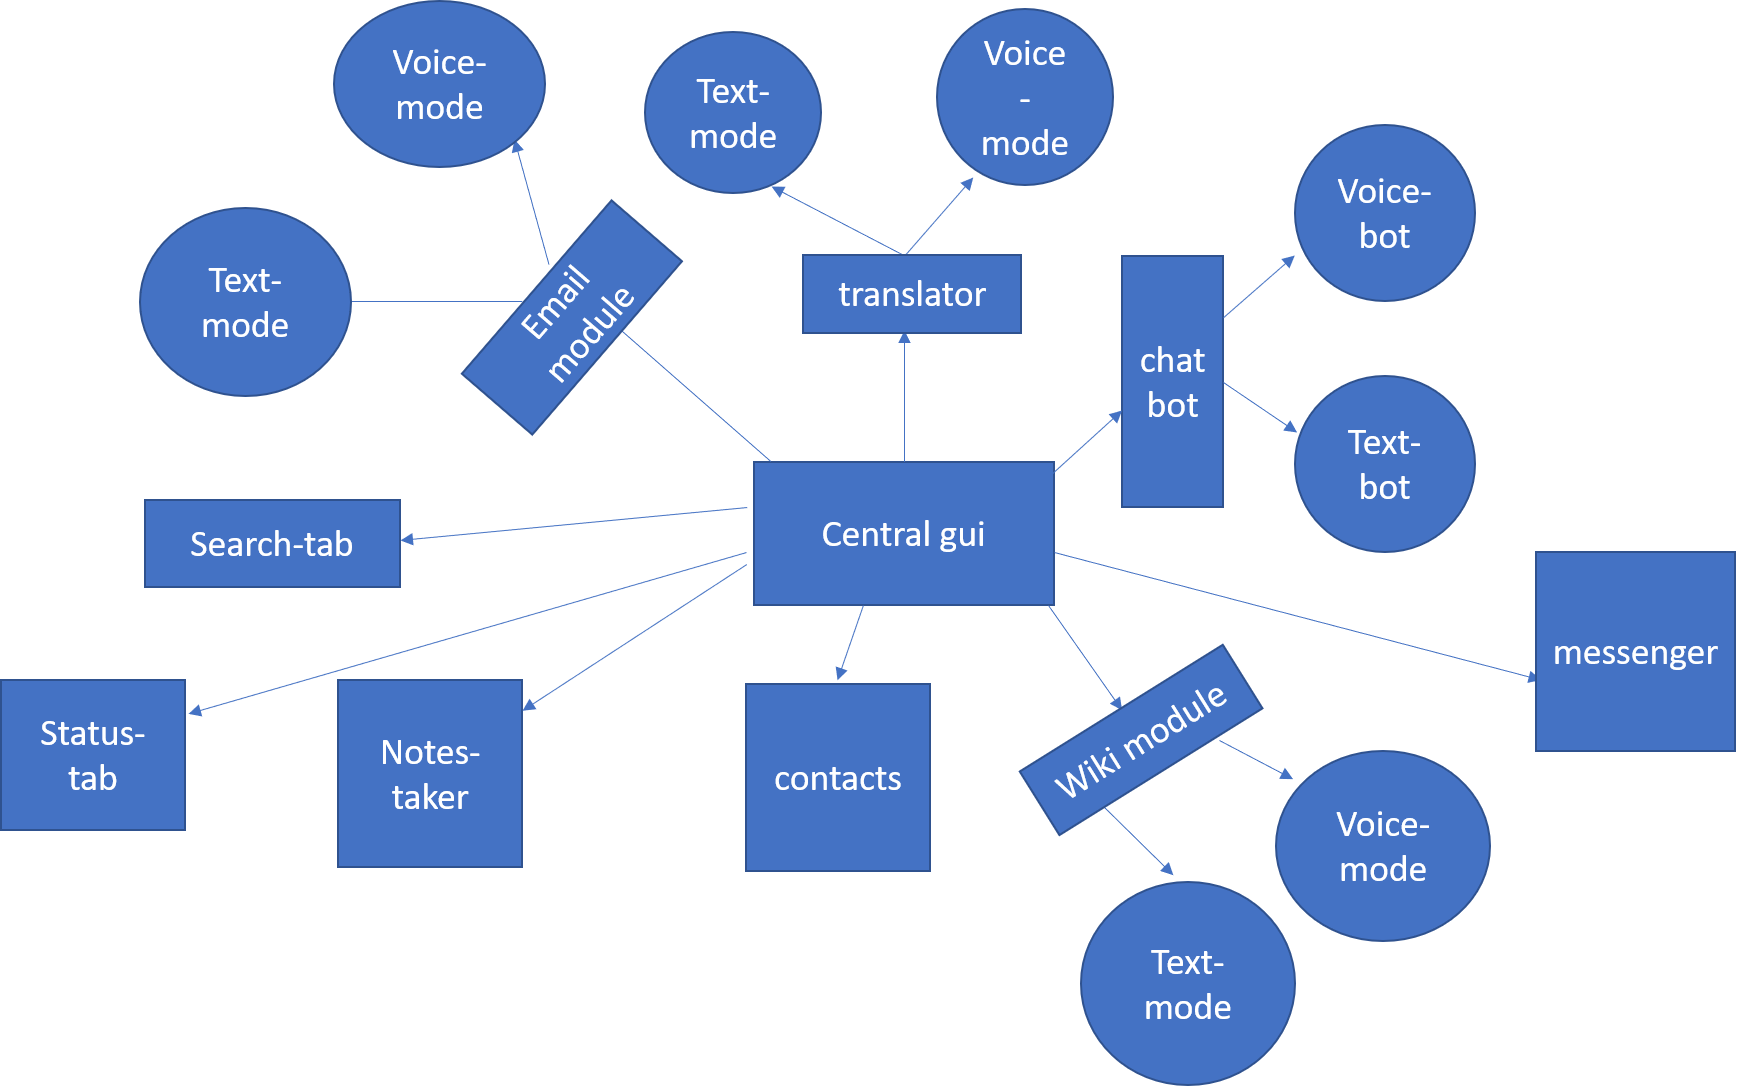 Voice-
mode
Text-
mode
Voice
-
mode
Voice-
bot
Text-
mode
Email
module
translator
chat
bot
Text-
bot
Search-tab
Central gui
messenger
Status-
tab
Notes-
taker
contacts
Wiki module
Voice-
mode
Text-
mode